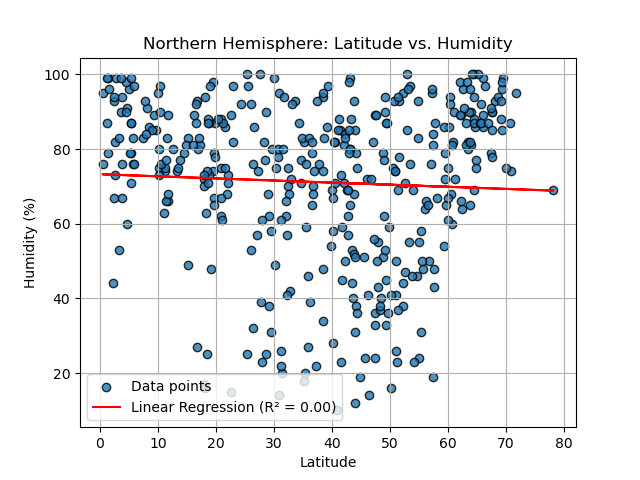 Northern Hemisphere: Latitude vs. Humidity
100
80
60
40
20
Humidity (%)
Data points
Linear Regression (R² = 0.00)
0 10 20 30 40 50 60 70 80
Latitude